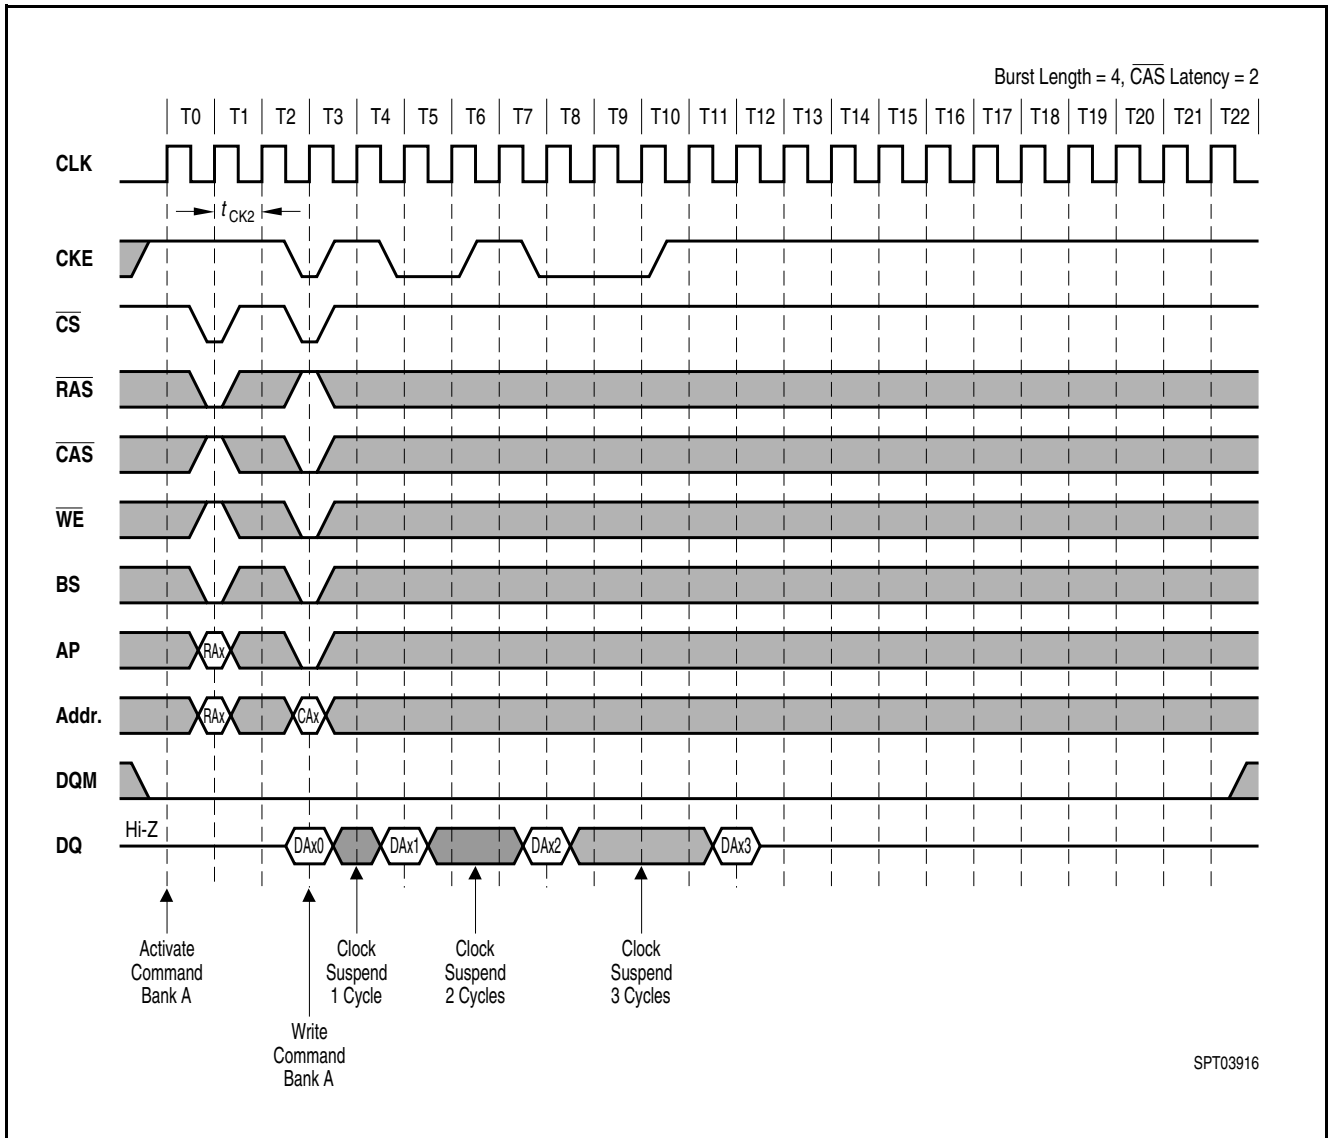 Burst Length = 4, CAS Latency = 2
T0 T1 T2 T3 T4 T5 T6 T7 T8 T9 T10 T11 T12 T13 T14 T15 T16 T17 T18 T19 T20 T21 T22
CLK
t CK2
CKE
CS
RAS
CAS
WE
BS
AP RAx
Addr. RAx CAx
DQM
Hi-Z
DQ DAx0 DAx1 DAx2 DAx3
Activate
Command
Bank A
Write
Command
Bank A
Clock
Suspend
1 Cycle
Clock
Suspend
2 Cycles
Clock
Suspend
3 Cycles
SPT03916